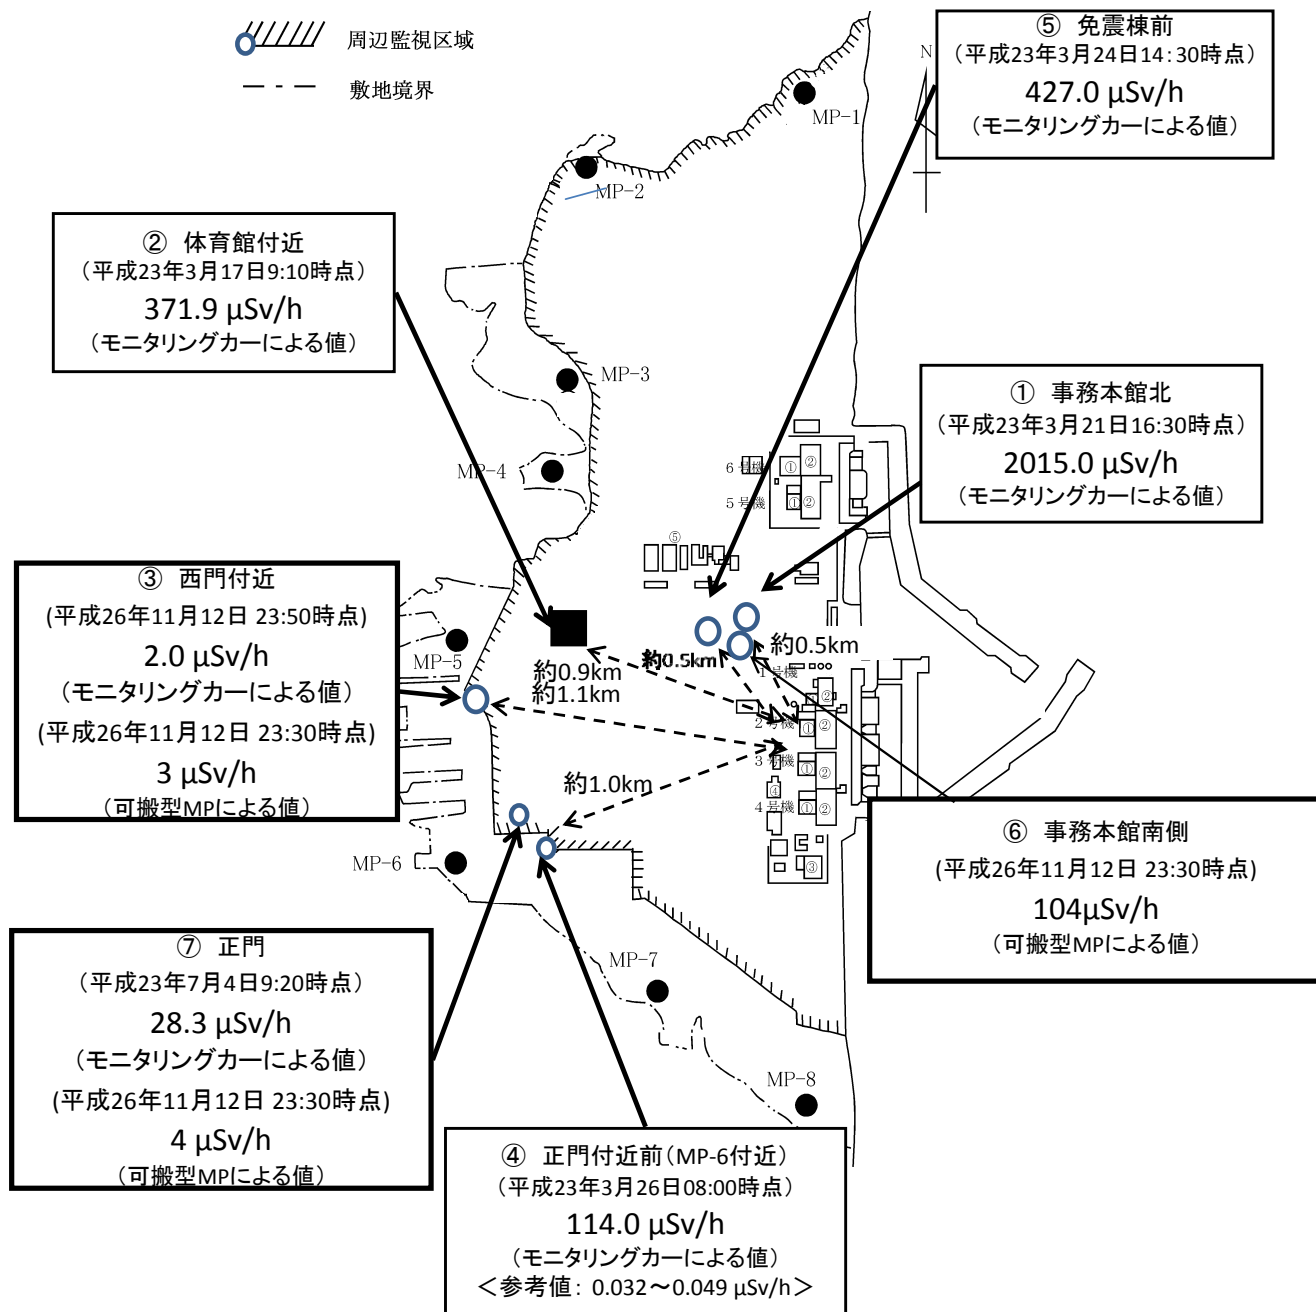 周辺監視区域
敷地境界
⑤ 免震棟前
(平成23年3月24日14:30時点)
427.0 μSv/h
(モニタリングカーによる値)
N
MP-1
MP-2
② 体育館付近
(平成23年3月17日9:10時点)
371.9 μSv/h
(モニタリングカーによる値)
MP-3
① 事務本館北
(平成23年3月21日16:30時点)
2015.0 μSv/h
(モニタリングカーによる値)
MP-4
6号機
①
②
5号機
①
②
⑤
③ 西門付近
(平成26年11月12日 23:50時点)
2.0 μSv/h
(モニタリングカーによる値)
(平成26年11月12日 23:30時点)
3 μSv/h
(可搬型MPによる値)
MP-5
約0.9km
約1.1km
約0.5km
約0.5km
1号機
②
2号機
①
②
3号機
①
②
④
4号機
①
②
③
約1.0km
MP-6
⑥ 事務本館南側
(平成26年11月12日 23:30時点)
104μSv/h
(可搬型MPによる値)
⑦ 正門
(平成23年7月4日9:20時点)
28.3 μSv/h
(モニタリングカーによる値)
(平成26年11月12日 23:30時点)
4 μSv/h
(可搬型MPによる値)
MP-7
MP-8
④ 正門付近前(MP-6付近)
(平成23年3月26日08:00時点)
114.0 μSv/h
(モニタリングカーによる値)
<参考値: 0.032～0.049 μSv/h>